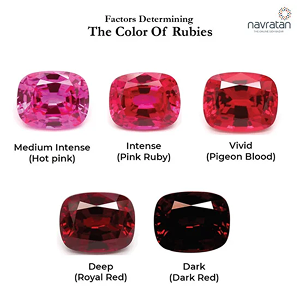 Factors Determining
The Color Of Rubies
navratan
Medium Intense
(Hot pink)
Intense
(Pink Ruby)
Vivid
(Pigeon Blood)
Deep
(Royal Red)
Dark
(Dark Red)